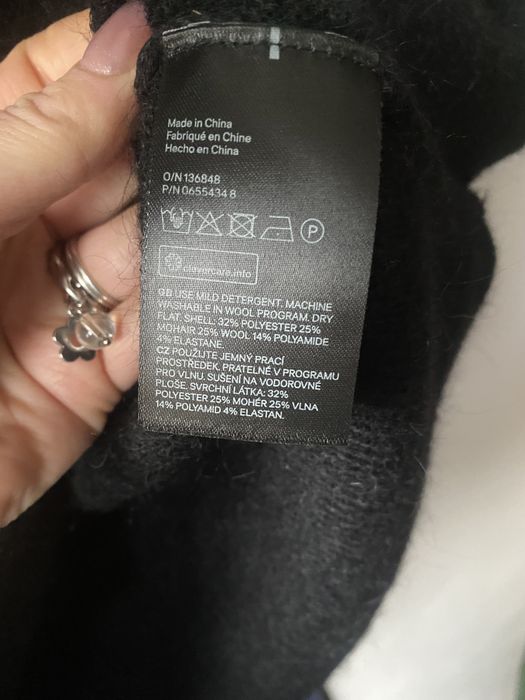 Made in China
Fabriqué en Chine
Hecho en China
O/N 136848
P/N 0655434 8
P
clevercare.info
GB USE MILD DETERGENT. MACHINE
WASHABLE IN WOOL PROGRAM. DRY
FLAT. SHELL: 32% POLYESTER 25%
MOHAIR 25% WOOL 14% POLYAMIDE
4% ELASTANE.
CZ POUŽIJTE JEMNÝ PRACÍ
PROSTŘEDEK. PRATELNÉ V PROGRAMU
PRO VLNU. SUŠENÍ NA VODOROVNÉ
PLOŠE. SVRCHNÍ LÁTKA: 32%
POLYESTER 25% MOHÉR 25% VLNA
14% POLYAMID 4% ELASTAN.